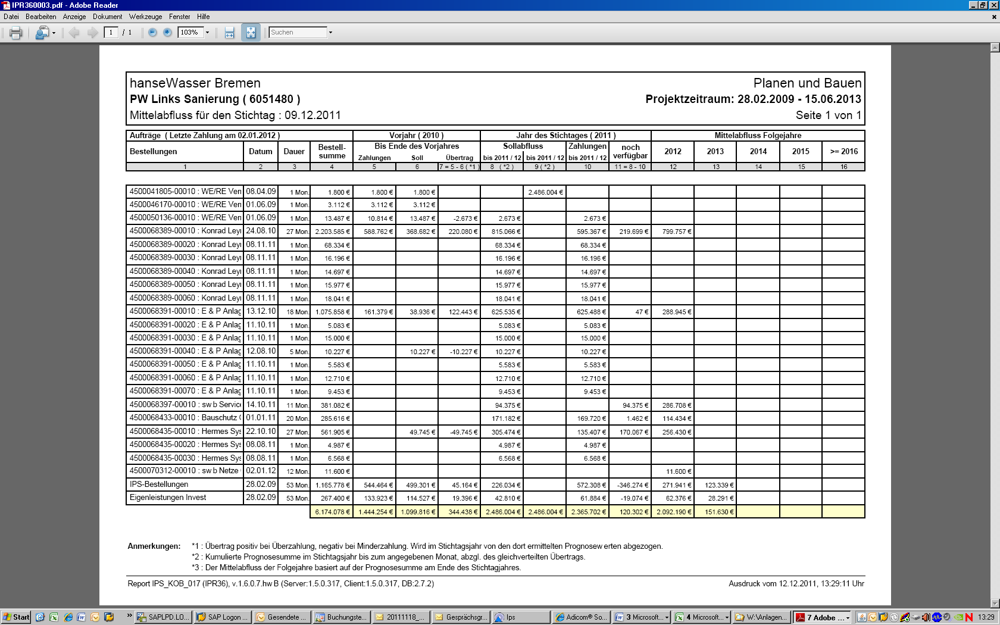 IPR360003.pdf - Adobe Reader
Datei Bearbeiten Anzeige Dokument Werkzeuge Fenster Hilfe
1 / 1 103% Suchen
hanseWasser Bremen Planen und Bauen
PW Links Sanierung ( 6051480 ) Projektzeitraum: 28.02.2009 - 15.06.2013
Mittelabfluss für den Stichtag : 09.12.2011 Seite 1 von 1
Aufträge ( Letzte Zahlung am 02.01.2012 ) Vorjahr ( 2010 ) Jahr des Stichtages ( 2011 ) Mittelabfluss Folgejahre
Bestellungen Datum Dauer Bestell-summe Bis Ende des Vorjahres Sollabfluss Zahlungen noch verfügbar 2012 2013 2014 2015 >= 2016
Zahlungen Soll Übertrag bis 2011 / 12 bis 2011 / 12 bis 2011 / 12
1 2 3 4 5 6 7 = 5 - 6 ( *1 ) 8 ( *2 ) 9 ( *2 ) 10 11 = 8 - 10 12 13 14 15 16
4500041805-00010 : WE/RE Verr 08.04.09 1 Mon. 1.800 € 1.800 € 1.800 € 2.486.004 €
4500046170-00010 : WE/RE Verr 01.06.09 1 Mon. 3.112 € 3.112 € 3.112 €
4500050136-00010 : WE/RE Verr 01.06.09 1 Mon. 13.487 € 10.814 € 13.487 € -2.673 € 2.673 € 2.673 €
4500068389-00010 : Konrad Leyr 24.08.10 27 Mon. 2.203.585 € 588.762 € 368.682 € 220.080 € 815.066 € 595.367 € 219.699 € 799.757 €
4500068389-00020 : Konrad Leyr 08.11.11 1 Mon. 68.334 € 68.334 € 68.334 €
4500068389-00030 : Konrad Leyr 08.11.11 1 Mon. 16.196 € 16.196 € 16.196 €
4500068389-00040 : Konrad Leyr 08.11.11 1 Mon. 14.697 € 14.697 € 14.697 €
4500068389-00050 : Konrad Leyr 08.11.11 1 Mon. 15.977 € 15.977 € 15.977 €
4500068389-00060 : Konrad Leyr 08.11.11 1 Mon. 18.041 € 18.041 € 18.041 €
4500068391-00010 : E & P Anlag 13.12.10 18 Mon. 1.075.858 € 161.379 € 38.936 € 122.443 € 625.535 € 625.488 € 47 € 288.945 €
4500068391-00020 : E & P Anlag 11.10.11 1 Mon. 5.083 € 5.083 € 5.083 €
4500068391-00030 : E & P Anlag 11.10.11 1 Mon. 15.000 € 15.000 € 15.000 €
4500068391-00040 : E & P Anlag 12.08.10 5 Mon. 10.227 € 10.227 € -10.227 € 10.227 € 10.227 €
4500068391-00050 : E & P Anlag 11.10.11 1 Mon. 5.583 € 5.583 € 5.583 €
4500068391-00060 : E & P Anlag 11.10.11 1 Mon. 12.710 € 12.710 € 12.710 €
4500068391-00070 : E & P Anlag 11.10.11 1 Mon. 9.453 € 9.453 € 9.453 €
4500068397-00010 : swb Service 14.10.11 11 Mon. 381.082 € 94.375 € 94.375 € 286.708 €
4500068433-00010 : Bauschutz 01.01.11 20 Mon. 285.616 € 171.182 € 169.720 € 1.462 € 114.434 €
4500068435-00010 : Hermes Sys 22.10.10 27 Mon. 561.905 € 49.745 € -49.745 € 305.474 € 135.407 € 170.067 € 256.430 €
4500068435-00020 : Hermes Sys 08.08.11 1 Mon. 4.987 € 4.987 € 4.987 €
4500068435-00030 : Hermes Sys 08.08.11 1 Mon. 6.568 € 6.568 € 6.568 €
4500070312-00010 : swb Netze 02.01.12 12 Mon. 11.600 € 11.600 €
IPS-Bestellungen 28.02.09 53 Mon. 1.165.778 € 544.464 € 499.301 € 45.164 € 226.034 € 572.308 € -346.274 € 271.941 € 123.339 €
Eigenleistungen Invest 28.02.09 53 Mon. 267.400 € 133.923 € 114.527 € 19.396 € 42.810 € 61.884 € -19.074 € 62.376 € 28.291 €
6.174.078 € 1.444.254 € 1.099.816 € 344.438 € 2.486.004 € 2.486.004 € 2.365.702 € 120.302 € 2.092.190 € 151.630 €
Anmerkungen: *1 : Übertrag positiv bei Überzahlung, negativ bei Minderzahlung. Wird im Stichtagsjahr von den dort ermittelten Prognosewerten abgezogen.
*2 : Kumulierte Prognosesumme im Stichtagsjahr bis zum angegebenen Monat, abzgl. des gleichverteilten Übertrags.
*3 : Der Mittelabfluss der Folgejahre basiert auf der Prognosesumme am Ende des Stichtagjahres.
Report IPS_KOB_017 (IPR36), v.1.6.0.7.hwB (Server:1.5.0.317, Client:1.5.0.317, DB:2.7.2) Ausdruck vom 12.12.2011, 13:29:11 Uhr
Start » SAPLPD.LO... SAP Logon ... Gesendete ... Buchungste... 20111118_... Gesprächsgr... Ips Adicom® So... 3 Microsoft... 4 Microsoft... W:\Anlagen... 7 Adobe ... 13:29